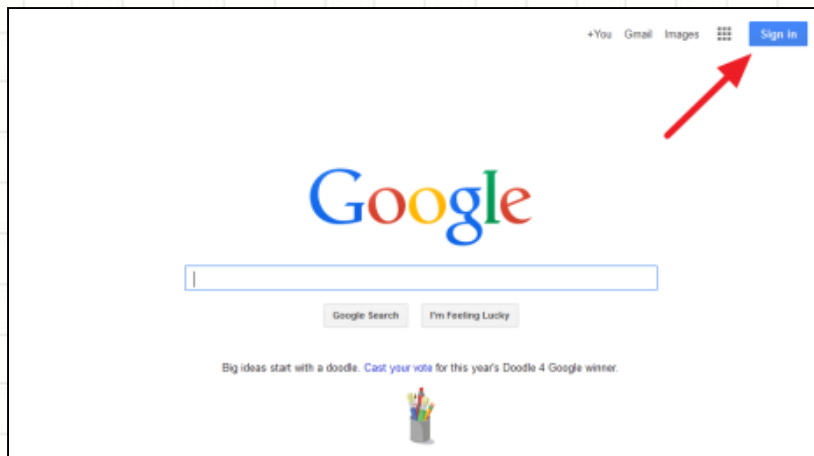 +You Gmail Images Sign in
Google
Google Search I'm Feeling Lucky
Big ideas start with a doodle. Cast your vote for this year's Doodle 4 Google winner.